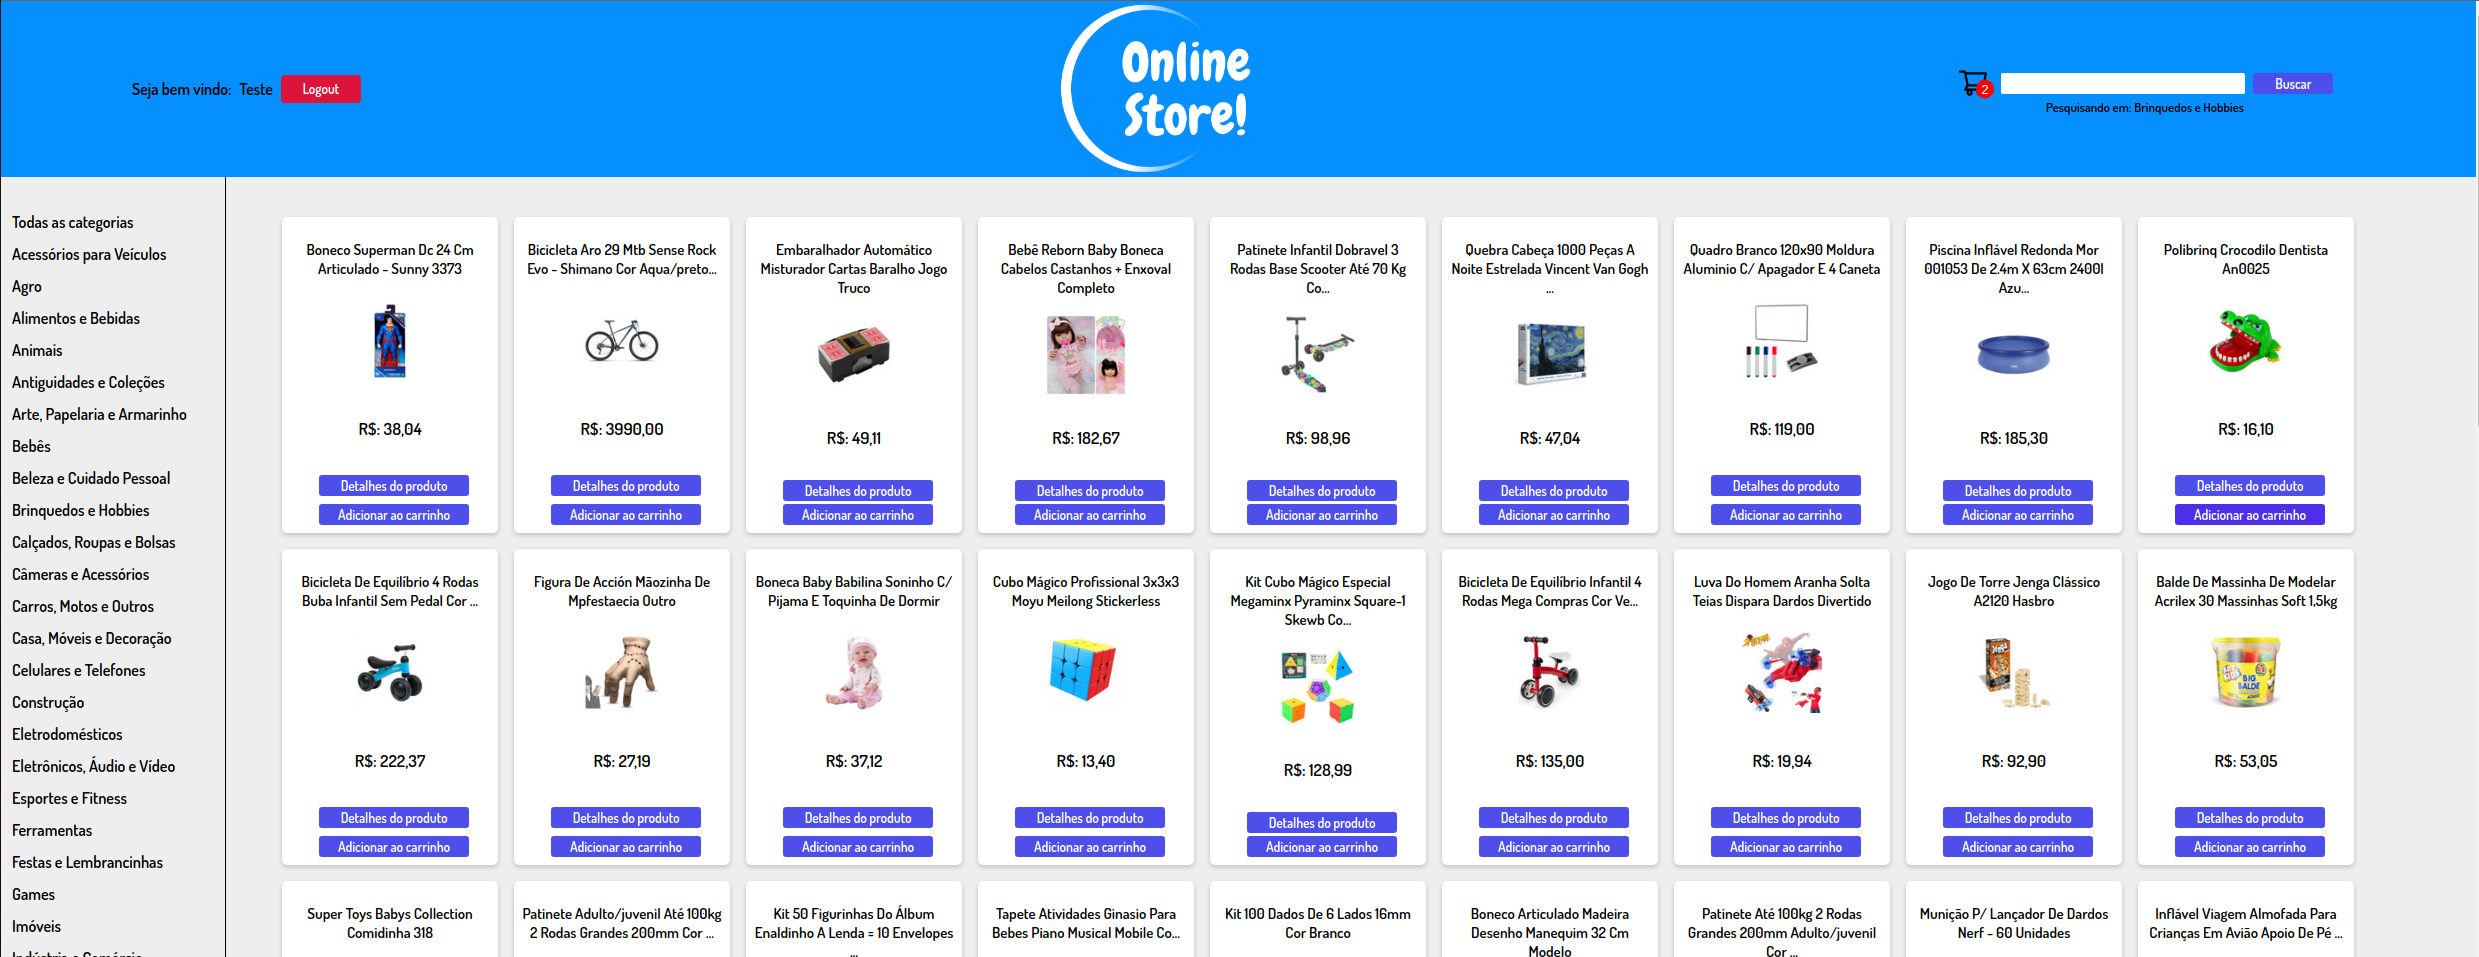 Seja bem vindo: Teste Logout
Online
Store!
2
Buscar
Pesquisando em: Brinquedos e Hobbies
Todas as categorias
Acessórios para Veículos
Agro
Alimentos e Bebidas
Animais
Antiguidades e Coleções
Arte, Papelaria e Armarinho
Bebês
Beleza e Cuidado Pessoal
Brinquedos e Hobbies
Calçados, Roupas e Bolsas
Câmeras e Acessórios
Carros, Motos e Outros
Casa, Móveis e Decoração
Celulares e Telefones
Construção
Eletrodomésticos
Eletrônicos, Áudio e Vídeo
Esportes e Fitness
Ferramentas
Festas e Lembrancinhas
Games
Imóveis
Indústria e Comércio
Boneco Superman Dc 24 Cm
Articulado - Sunny 3373
R$: 38,04
Detalhes do produto
Adicionar ao carrinho
Bicicleta Aro 29 Mtb Sense Rock
Evo - Shimano Cor Aqua/preto...
R$: 3990,00
Detalhes do produto
Adicionar ao carrinho
Embaralhador Automático
Misturador Cartas Baralho Jogo
Truco
R$: 49,11
Detalhes do produto
Adicionar ao carrinho
Bebê Reborn Baby Boneca
Cabelos Castanhos + Enxoval
Completo
R$: 182,67
Detalhes do produto
Adicionar ao carrinho
Patinete Infantil Dobravel 3
Rodas Base Scooter Até 70 Kg
Co...
R$: 98,96
Detalhes do produto
Adicionar ao carrinho
Quebra Cabeça 1000 Peças A
Noite Estrelada Vincent Van Gogh
...
R$: 47,04
Detalhes do produto
Adicionar ao carrinho
Quadro Branco 120x90 Moldura
Aluminio C/ Apagador E 4 Caneta
R$: 119,00
Detalhes do produto
Adicionar ao carrinho
Piscina Inflável Redonda Mor
001053 De 2.4m X 63cm 2400l
Azu...
R$: 185,30
Detalhes do produto
Adicionar ao carrinho
Polibrinq Crocodilo Dentista
An0025
R$: 16,10
Detalhes do produto
Adicionar ao carrinho
Bicicleta De Equilíbrio 4 Rodas
Buba Infantil Sem Pedal Cor ...
R$: 222,37
Detalhes do produto
Adicionar ao carrinho
Figura De Acción Mãozinha De
Mpfestaecia Outro
R$: 27,19
Detalhes do produto
Adicionar ao carrinho
Boneca Baby Babilina Soninho C/
Pijama E Toquinha De Dormir
R$: 37,12
Detalhes do produto
Adicionar ao carrinho
Cubo Mágico Profissional 3x3x3
Moyu Meilong Stickerless
R$: 13,40
Detalhes do produto
Adicionar ao carrinho
Kit Cubo Mágico Especial
Megaminx Pyraminx Square-1
Skewb Co...
R$: 128,99
Detalhes do produto
Adicionar ao carrinho
Bicicleta De Equilíbrio Infantil 4
Rodas Mega Compras Cor Ve...
R$: 135,00
Detalhes do produto
Adicionar ao carrinho
Luva Do Homem Aranha Solta
Teias Dispara Dardos Divertido
R$: 19,94
Detalhes do produto
Adicionar ao carrinho
Jogo De Torre Jenga Clássico
A2120 Hasbro
Jenga
R$: 92,90
Detalhes do produto
Adicionar ao carrinho
Balde De Massinha De Modelar
Acrilex 30 Massinhas Soft 1,5kg
BIG
BALDE
R$: 53,05
Detalhes do produto
Adicionar ao carrinho
Super Toys Babys Collection
Comidinha 318
Patinete Adulto/juvenil Até 100kg
2 Rodas Grandes 200mm Cor ...
Kit 50 Figurinhas Do Álbum
Enaldinho A Lenda = 10 Envelopes
...
Tapete Atividades Ginasio Para
Bebes Piano Musical Mobile Co...
Kit 100 Dados De 6 Lados 16mm
Cor Branco
Boneco Articulado Madeira
Desenho Manequim 32 Cm
Modelo
Patinete Até 100kg 2 Rodas
Grandes 200mm Adulto/juvenil
Cor ...
Munição P/ Lançador De Dardos
Nerf - 60 Unidades
Inflável Viagem Almofada Para
Crianças Em Avião Apoio De Pé ...